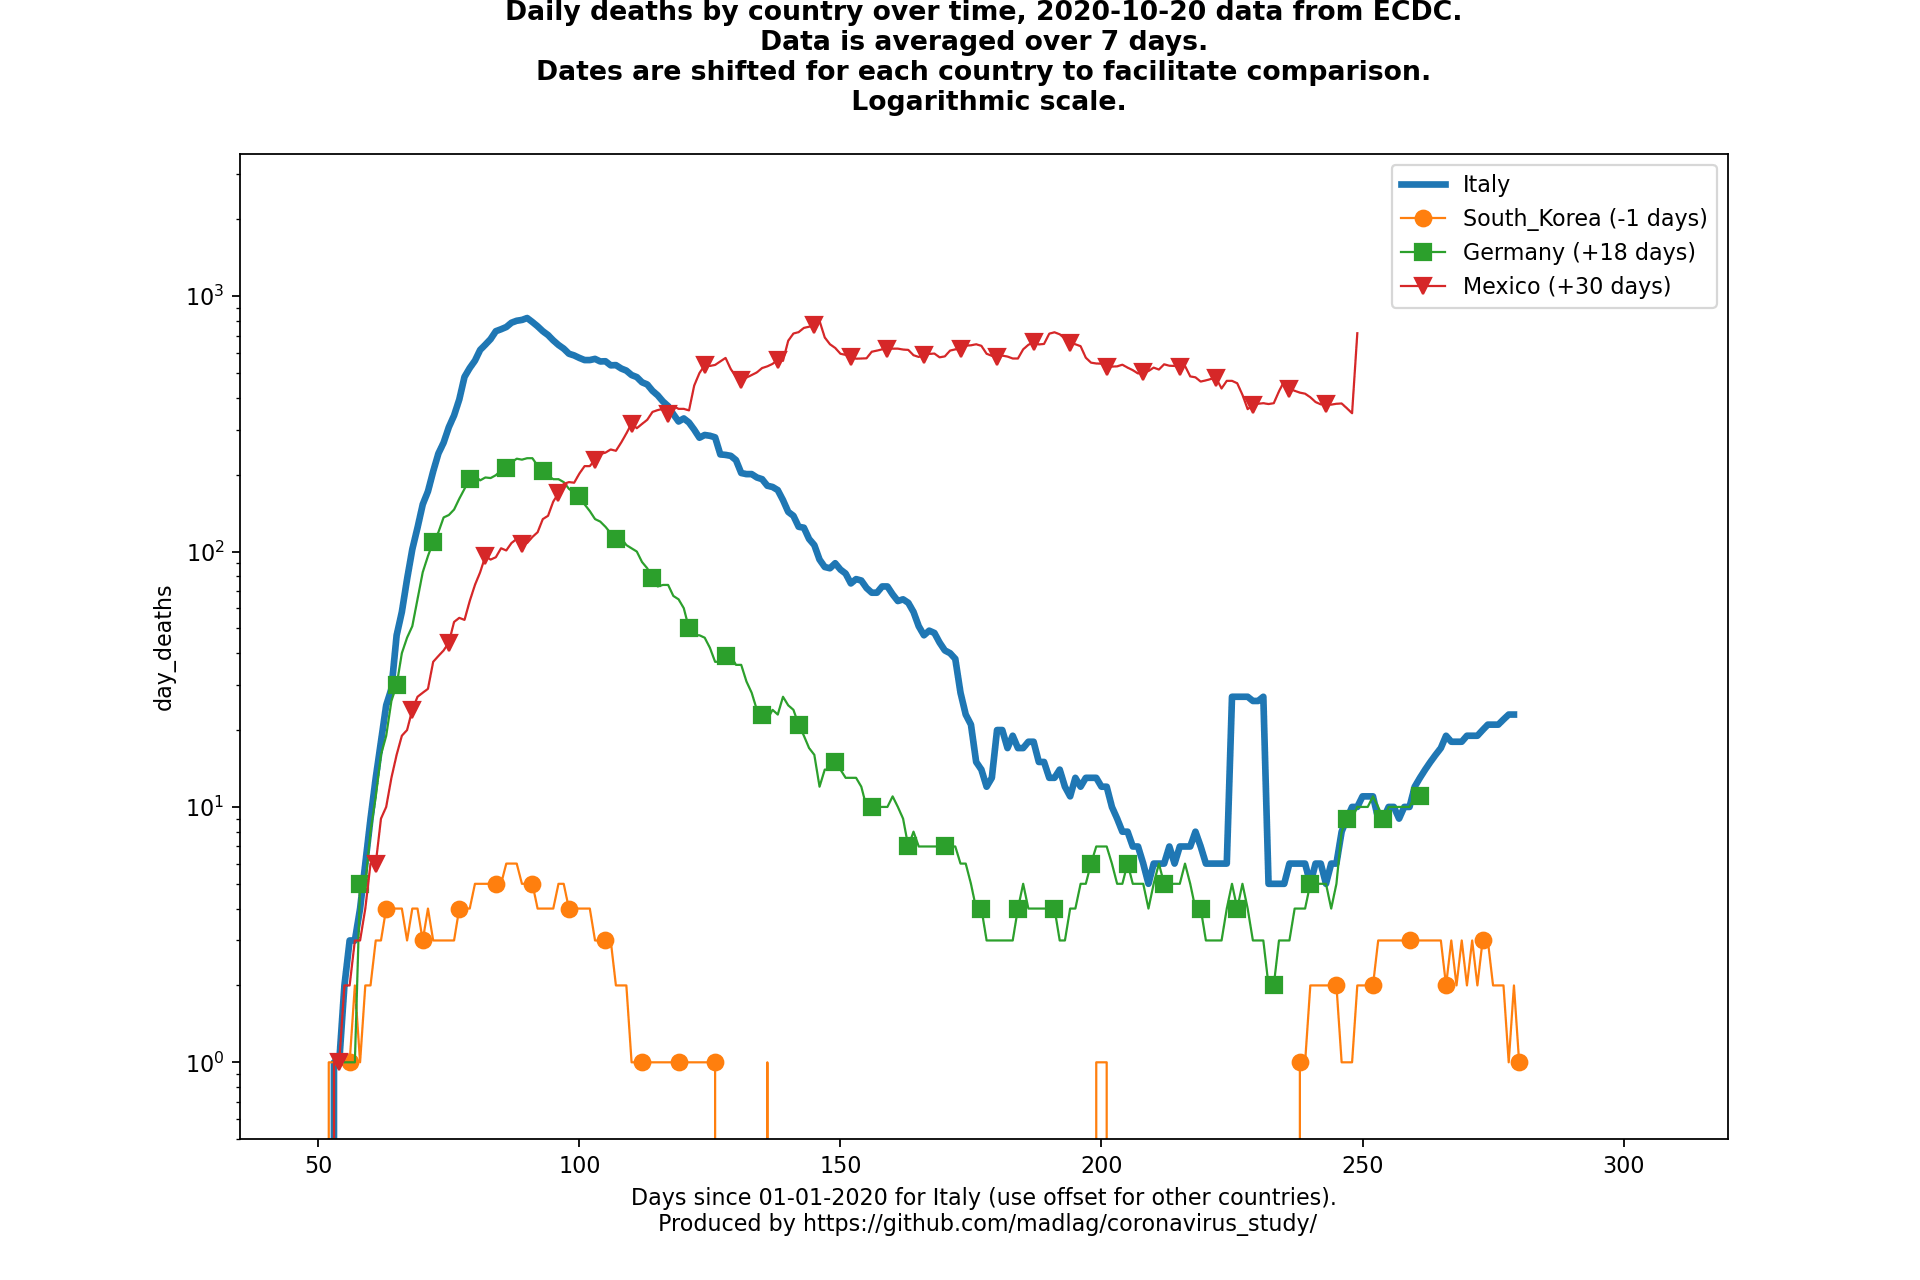 Daily deaths by country over time, 2020-10-20 data from ECDC.
Data is averaged over 7 days.
Dates are shifted for each country to facilitate comparison.
Logarithmic scale.
Italy
South_Korea (-1 days)
Germany (+18 days)
Mexico (+30 days)
10³
10²
10¹
10⁰
day_deaths
50 100 150 200 250 300
Days since 01-01-2020 for Italy (use offset for other countries).
Produced by https://github.com/madlag/coronavirus_study/